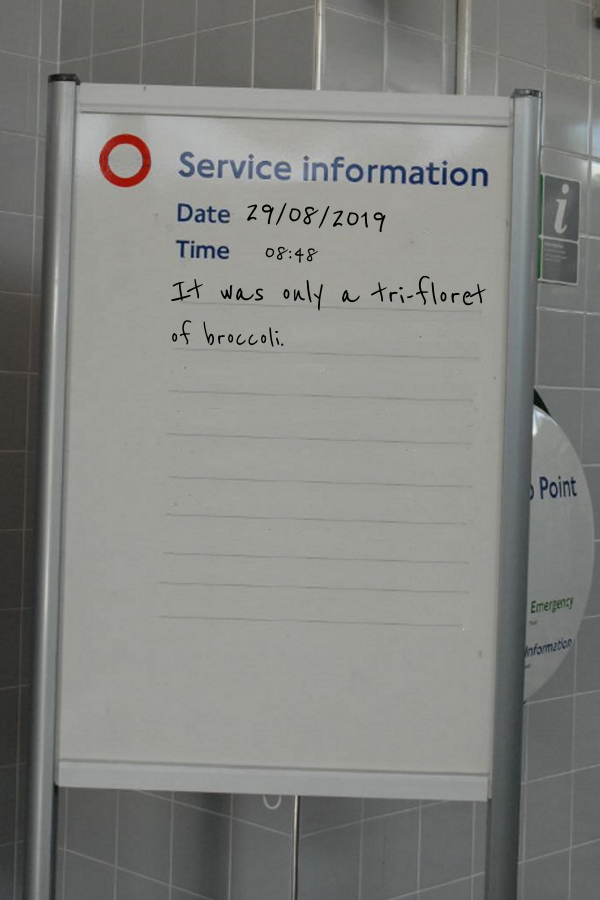 Service information
Date 29/08/2019
Time 08:48
It was only a tri-floret
of broccoli.
i
Point
Emergency
Information